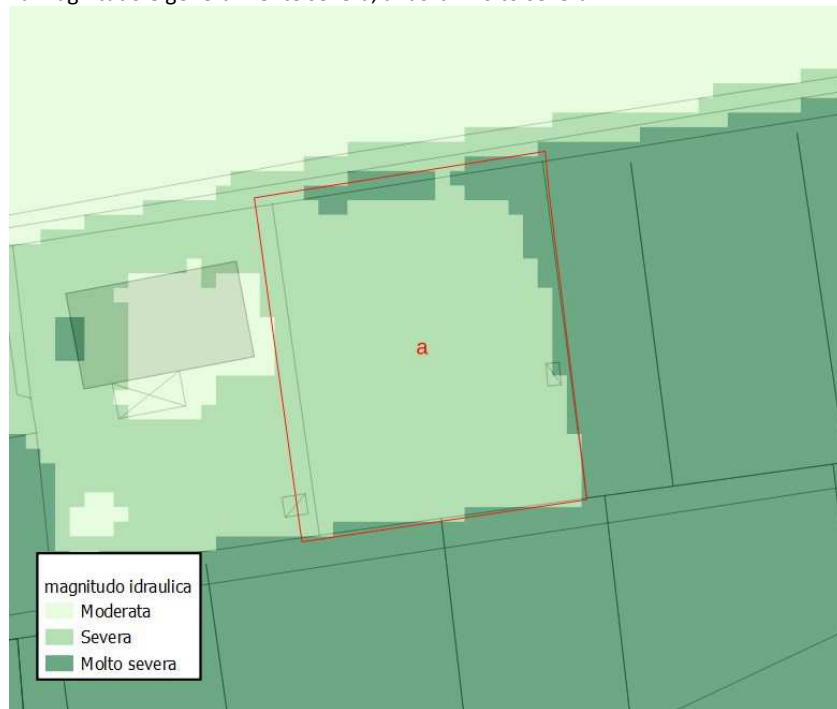 a
magnitudo idraulica
Moderata
Severa
Molto severa